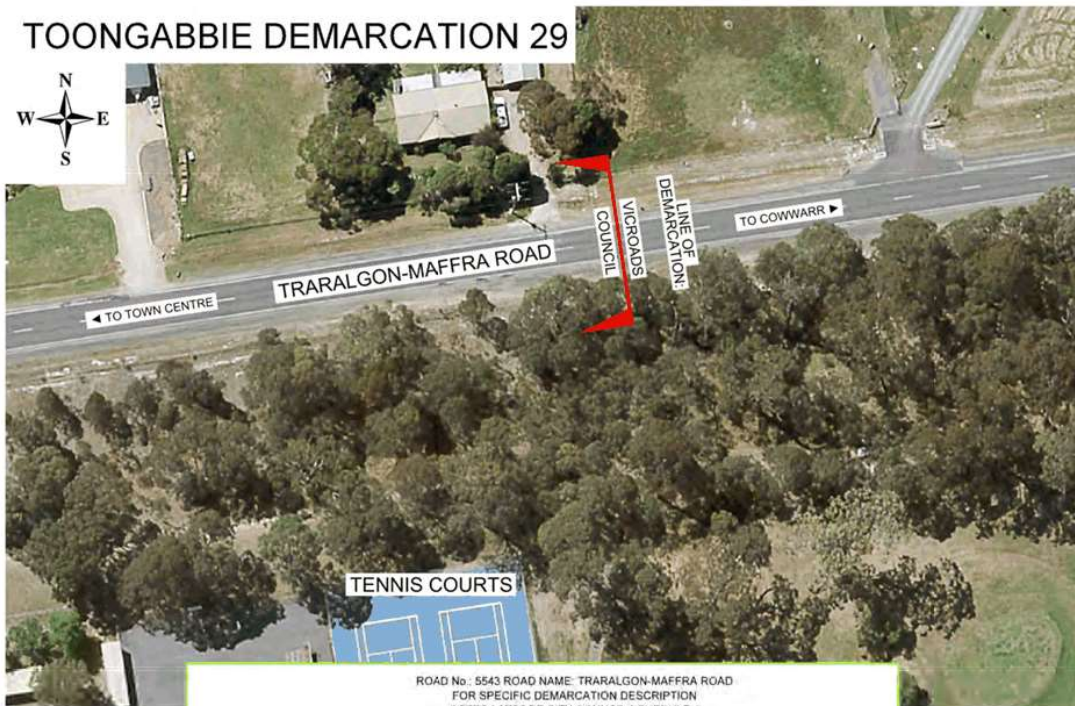 TOONGABBIE DEMARCATION 29
N
W E
S
LINE OF
DEMARCATION:
VICROADS
COUNCIL
TO COWWARR ►
TRARALGON-MAFFRA ROAD
◄ TO TOWN CENTRE
TENNIS COURTS
ROAD No.: 5543 ROAD NAME: TRARALGON-MAFFRA ROAD
FOR SPECIFIC DEMARCATION DESCRIPTION